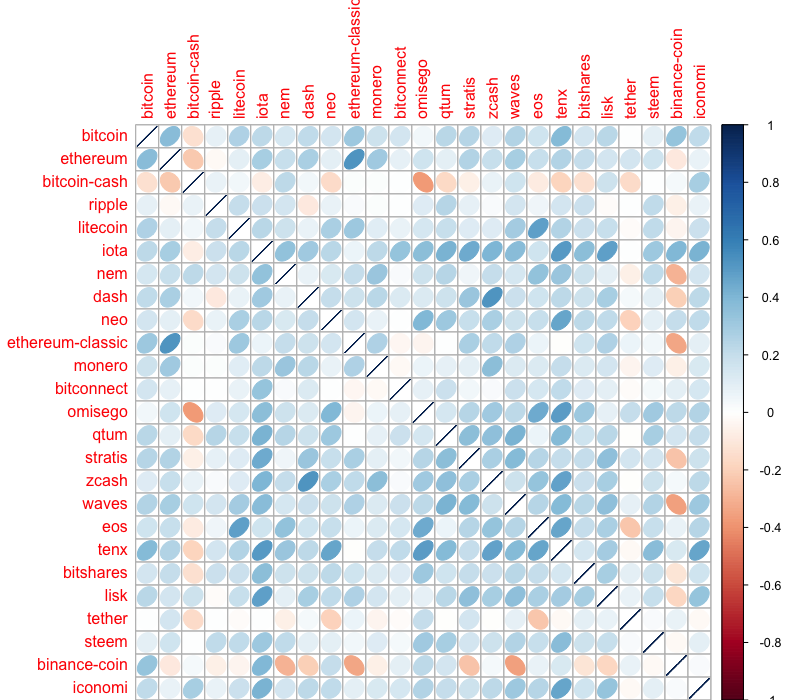 bitcoin
ethereum
bitcoin-cash
ripple
litecoin
iota
nem
dash
neo
ethereum-classic
monero
bitconnect
omisego
qtum
stratis
zcash
waves
eos
tenx
bitshares
lisk
tether
steem
binance-coin
iconomi
bitcoin
ethereum
bitcoin-cash
ripple
litecoin
iota
nem
dash
neo
ethereum-classic
monero
bitconnect
omisego
qtum
stratis
zcash
waves
eos
tenx
bitshares
lisk
tether
steem
binance-coin
iconomi
1
0.8
0.6
0.4
0.2
0
-0.2
-0.4
-0.6
-0.8
-1